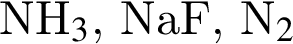 NH₃, NaF, N₂